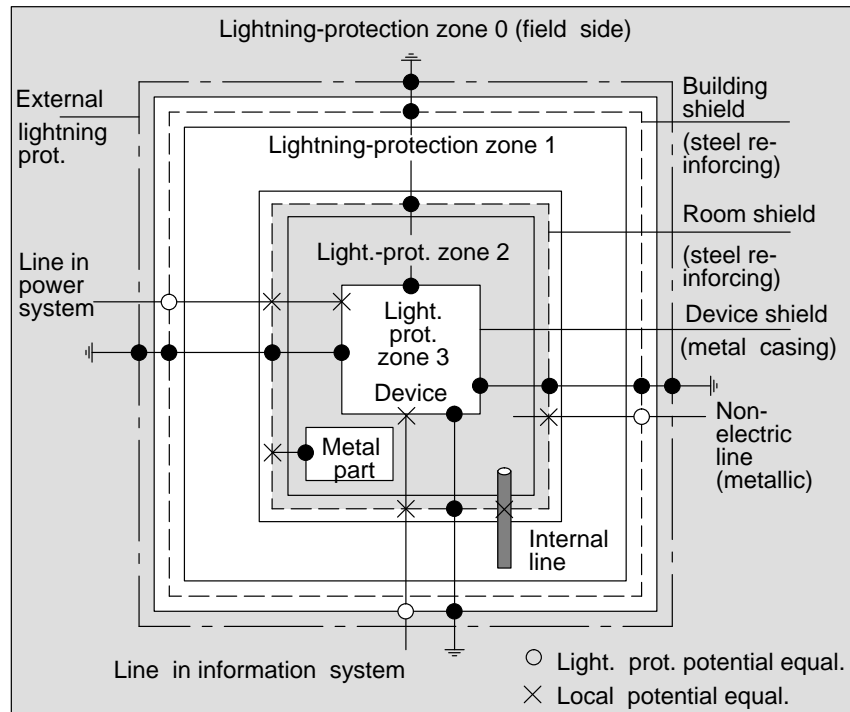 Lightning-protection zone 0 (field side)
External
lightning
prot.
Building
shield
(steel re-
inforcing)
Lightning-protection zone 1
Room shield
(steel re-
inforcing)
Light.-prot. zone 2
Line in
power
system
Light.
prot.
zone 3
Device
Device shield
(metal casing)
Non-
electric
line
(metallic)
Metal
part
Internal
line
Line in information system
Light. prot. potential equal.
Local potential equal.